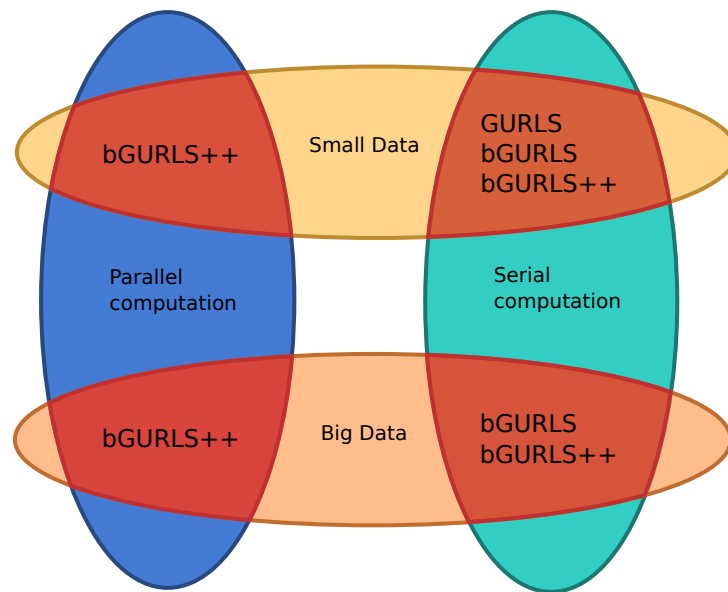 bGURLS++
Small Data
GURLS
bGURLS
bGURLS++
Parallel
computation
Serial
computation
bGURLS++
Big Data
bGURLS
bGURLS++